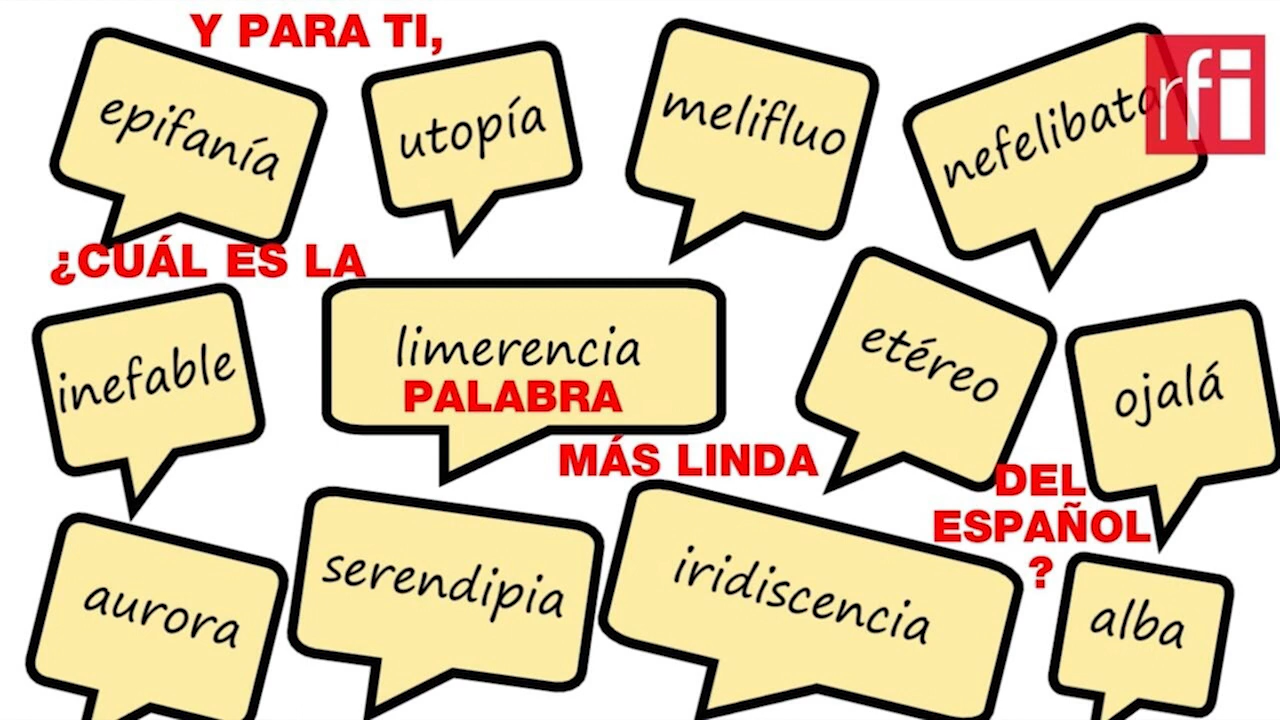 Y PARA TI,
epifanía
utopía
melifluo
nefelibata
rfi
¿CUÁL ES LA
inefable
limerencia
PALABRA
etéreo
ojalá
MÁS LINDA
DEL
ESPAÑOL
?
aurora
serendipia
iridiscencia
alba